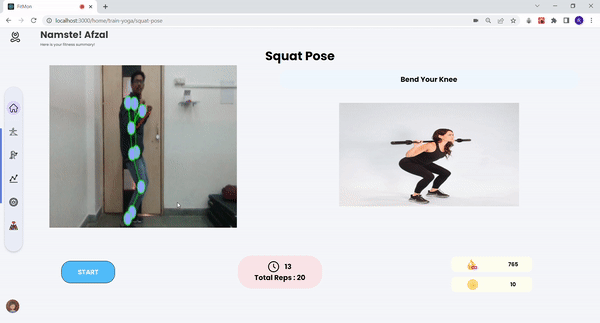 FitMon
localhost:3000/home/train-yoga/squat-pose
Namste! Afzal
Here is your fitness summary!
Squat Pose
Bend Your Knee
START
13
Total Reps : 20
765
10